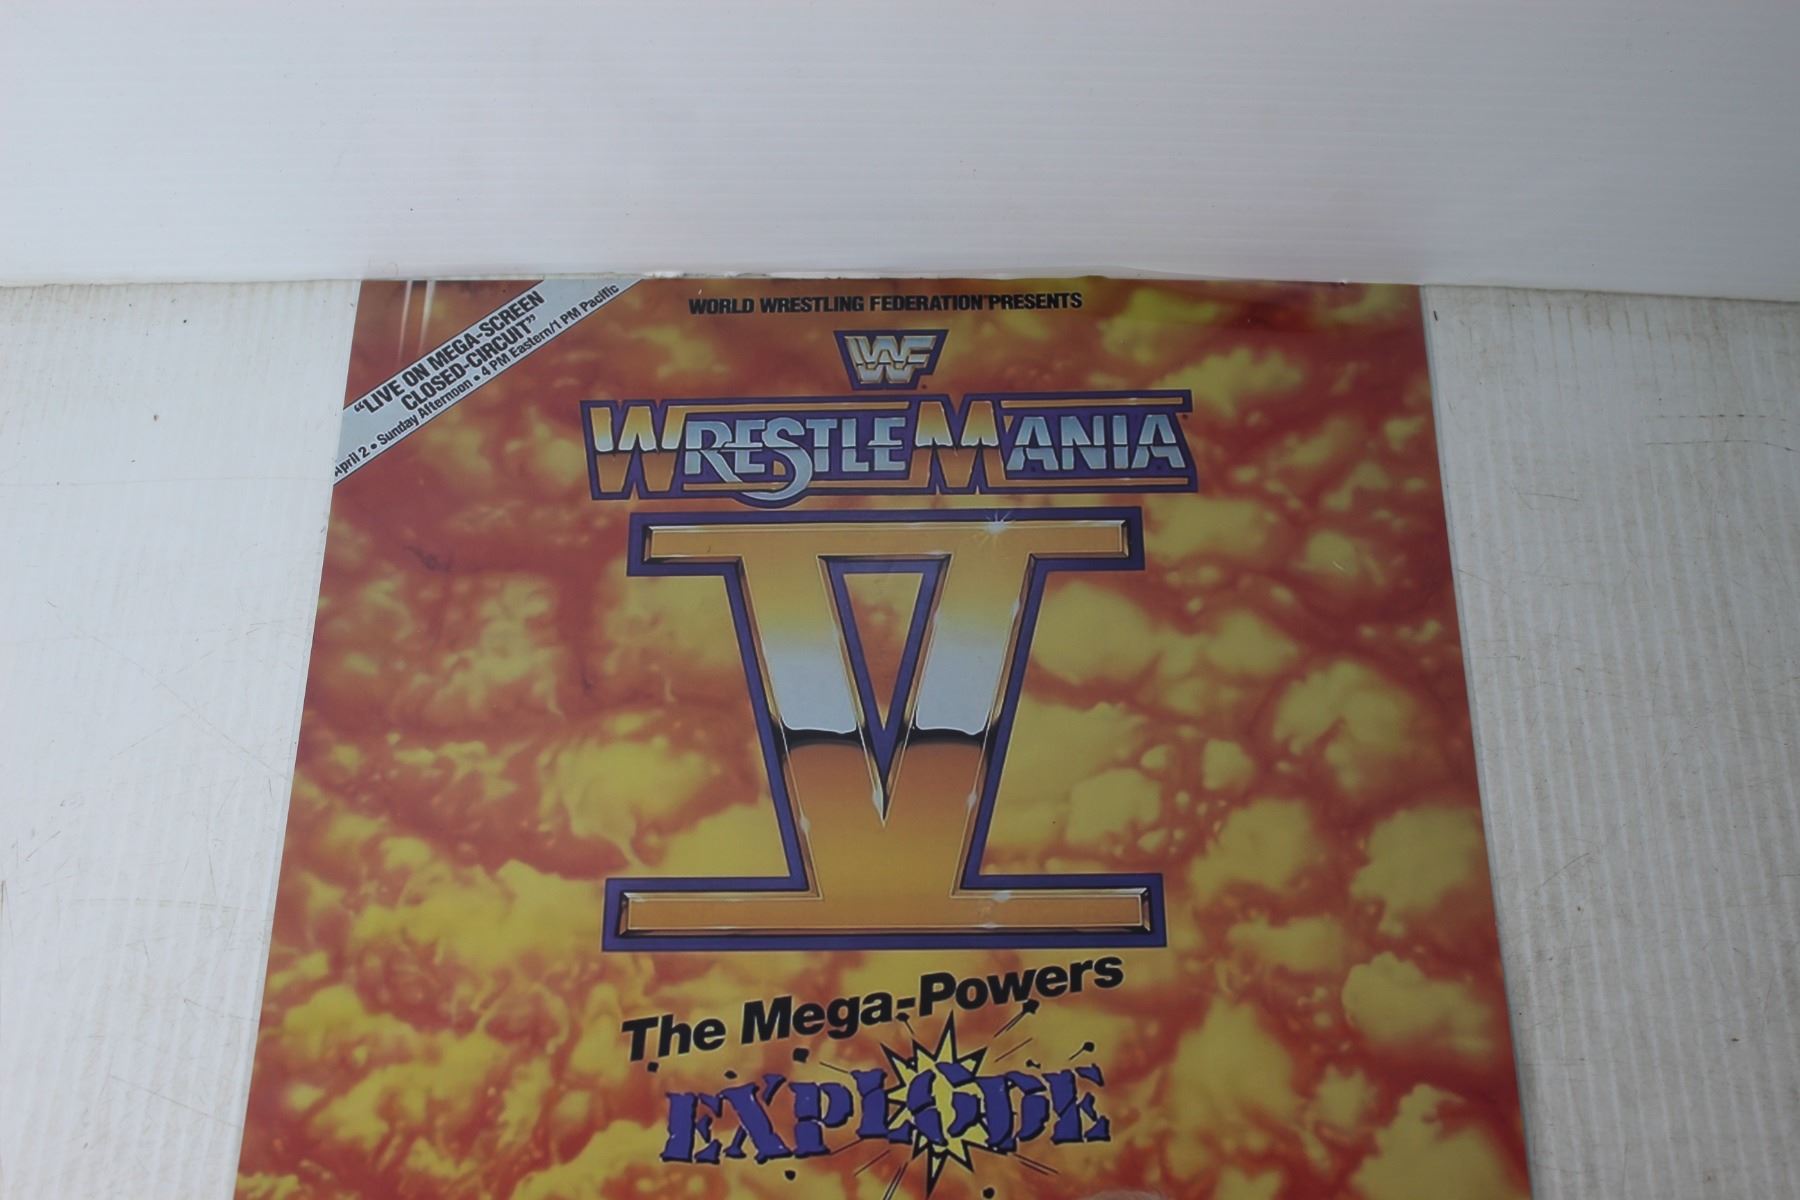 "LIVE ON MEGA-SCREEN
CLOSED-CIRCUIT"
April 2 • Sunday Afternoon • 4 PM Eastern/1 PM Pacific
WORLD WRESTLING FEDERATION™ PRESENTS
WF
WRESTLEMANIA
V
The Mega-Powers
EXPLODE